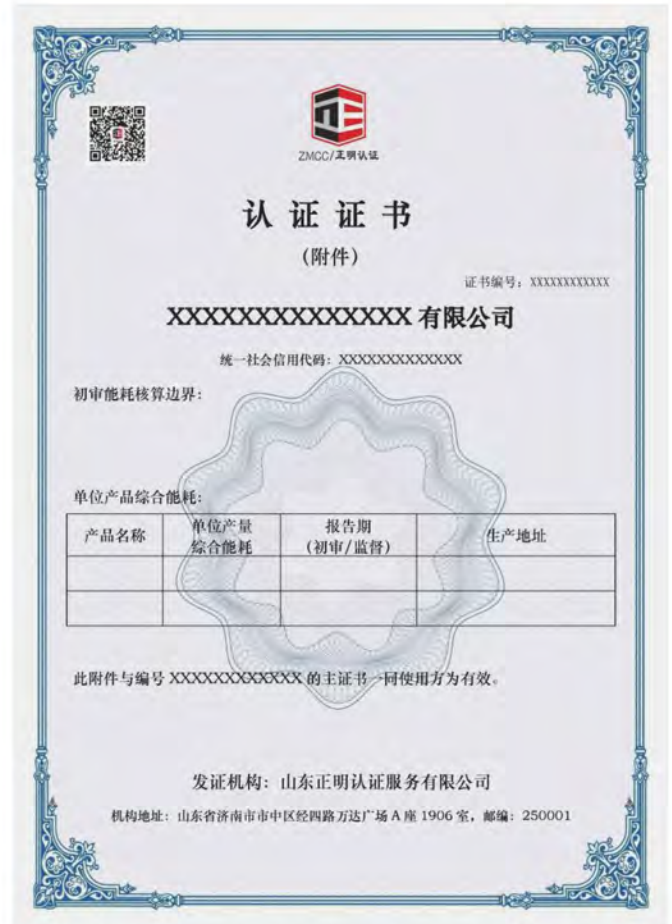 ZMCC/正明认证
认证证书
(附件)
证书编号：XXXXXXXXXXXX
XXXXXXXXXXXXXX 有限公司
统一社会信用代码：XXXXXXXXXXXXX
初审能耗核算边界：
单位产品综合能耗：
产品名称 单位产量综合能耗 报告期(初审/监督) 生产地址
此附件与编号 XXXXXXXXXXXX 的主证书一同使用方为有效。
发证机构：山东正明认证服务有限公司
机构地址：山东省济南市市中区经四路万达广场 A 座 1906 室，邮编：250001